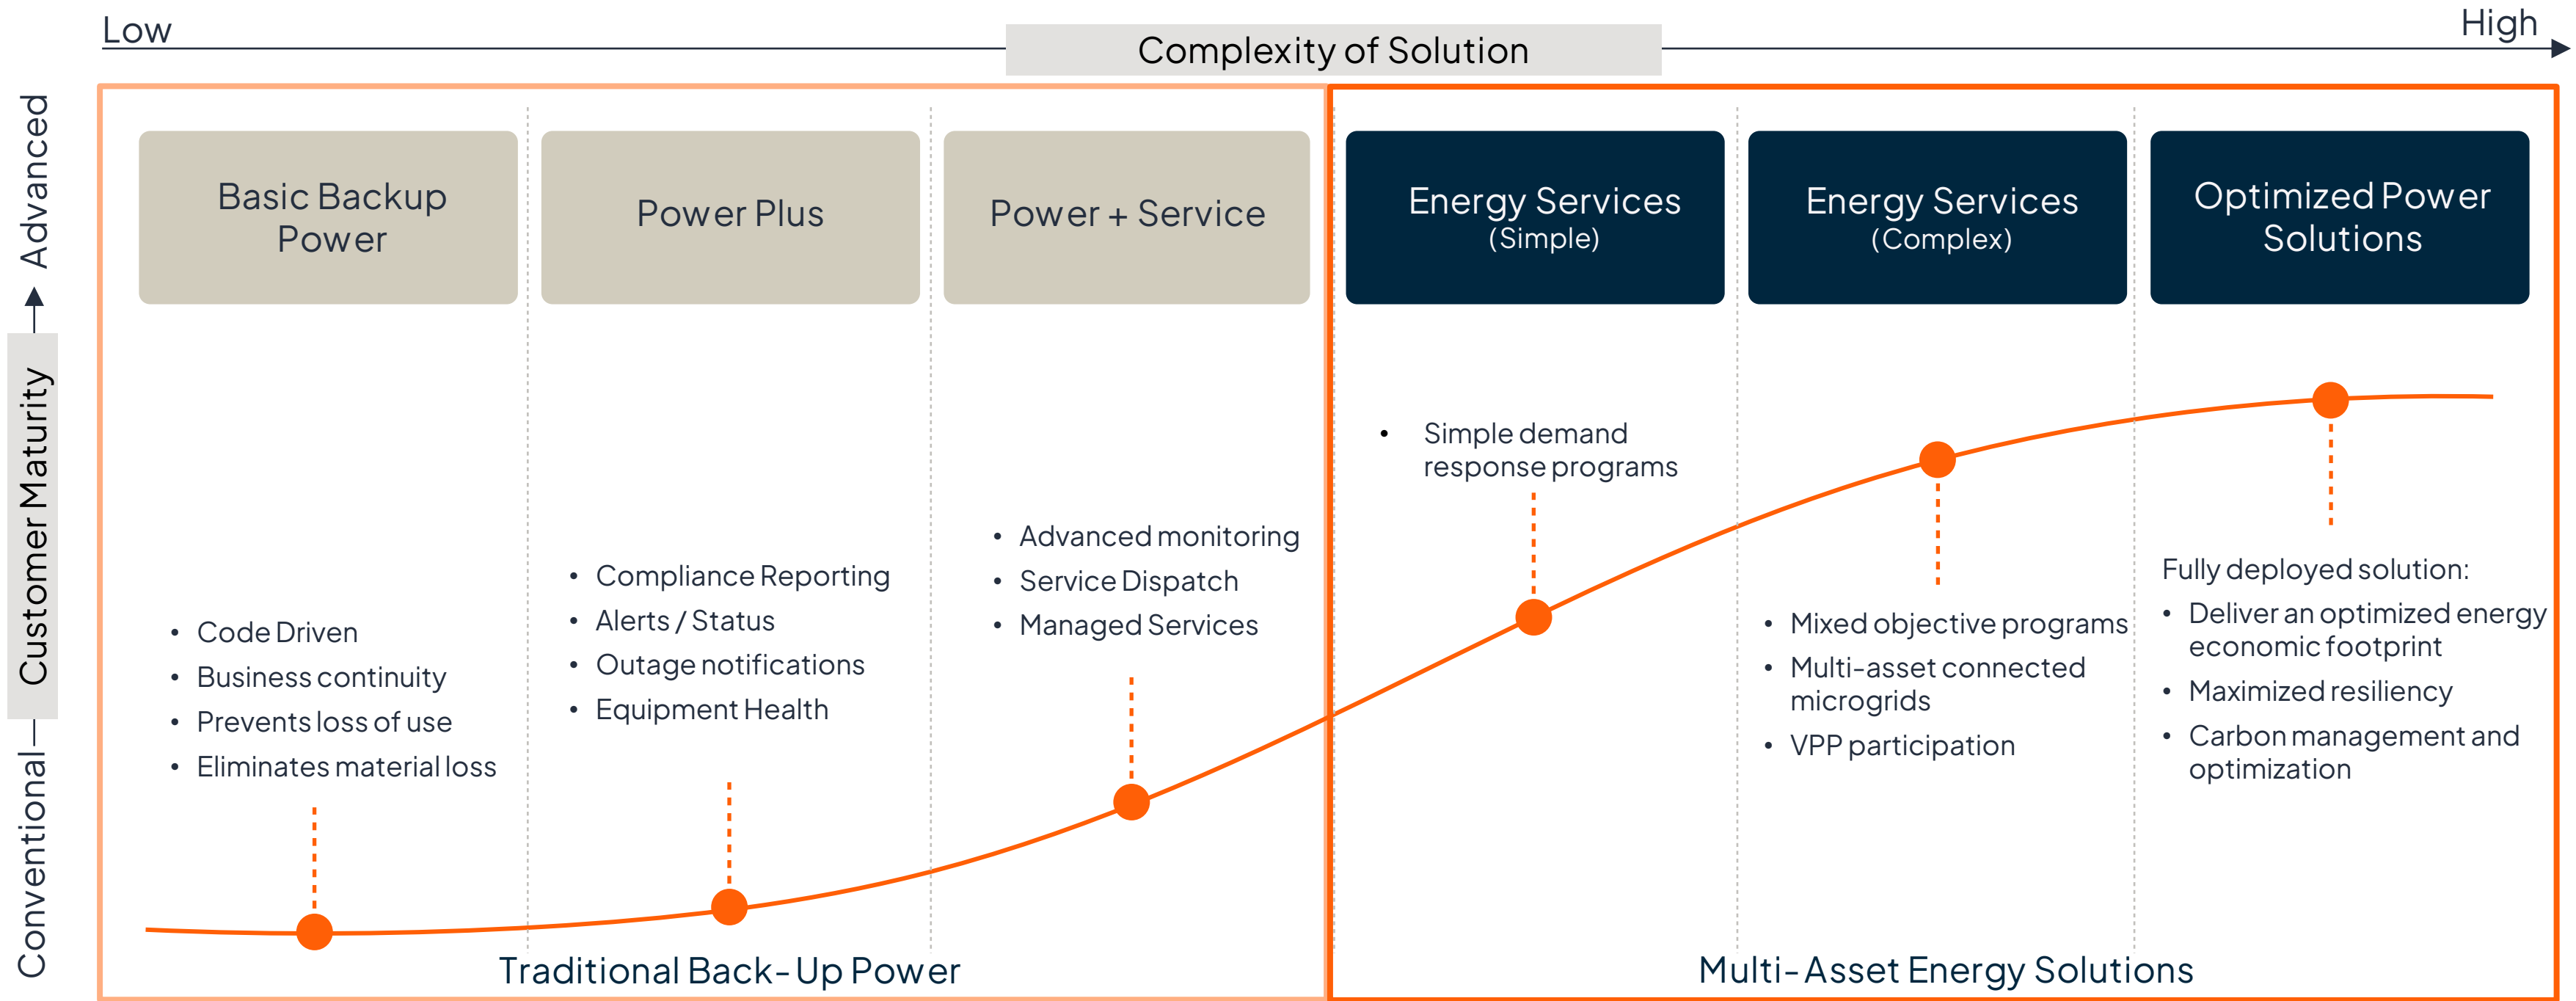 Low
Complexity of Solution
High
Advanced
Customer Maturity
Conventional
Basic Backup
Power
Power Plus
Power + Service
Energy Services
(Simple)
Energy Services
(Complex)
Optimized Power
Solutions
• Code Driven
• Business continuity
• Prevents loss of use
• Eliminates material loss
• Compliance Reporting
• Alerts / Status
• Outage notifications
• Equipment Health
• Advanced monitoring
• Service Dispatch
• Managed Services
• Simple demand
response programs
• Mixed objective programs
• Multi-asset connected
microgrids
• VPP participation
Fully deployed solution:
• Deliver an optimized energy
economic footprint
• Maximized resiliency
• Carbon management and
optimization
Traditional Back-Up Power
Multi-Asset Energy Solutions